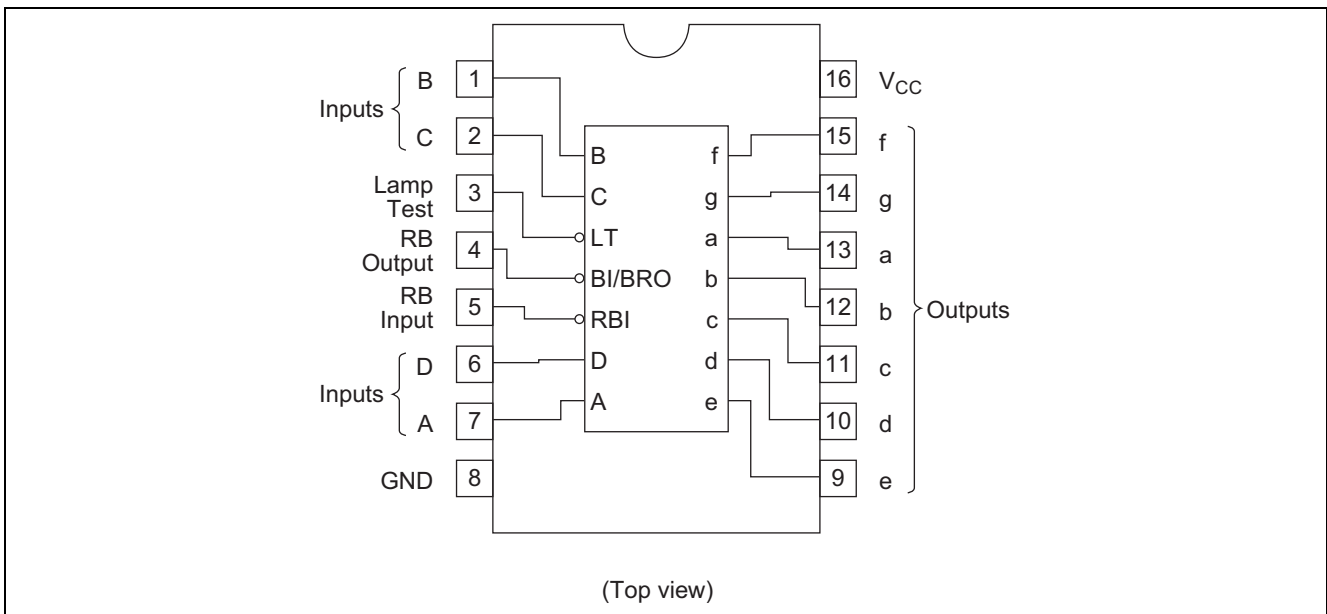 B 1
Inputs
C 2
Lamp
Test 3
RB
Output 4
RB
Input 5
D 6
Inputs
A 7
GND 8
B
C
LT
BI/BRO
RBI
D
A
f
g
a
b
c
d
e
16 VCC
15 f
14 g
13 a
12 b
Outputs
11 c
10 d
9 e
(Top view)